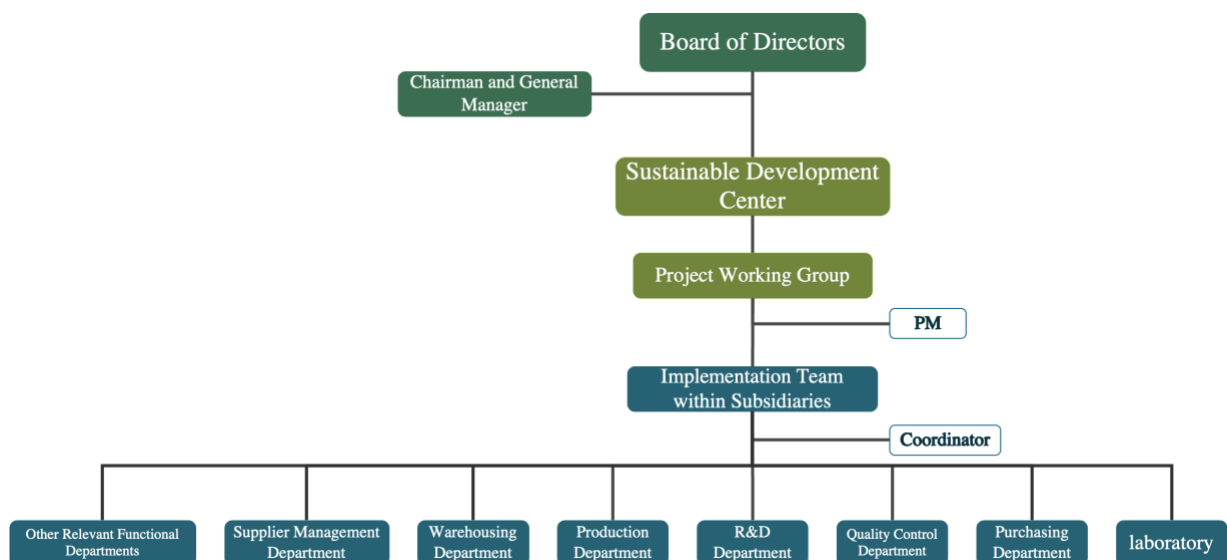 Board of Directors
Chairman and General
Manager
Sustainable Development
Center
Project Working Group
PM
Implementation Team
within Subsidiaries
Coordinator
Other Relevant Functional
Departments
Supplier Management
Department
Warehousing
Department
Production
Department
R&D
Department
Quality Control
Department
Purchasing
Department
laboratory